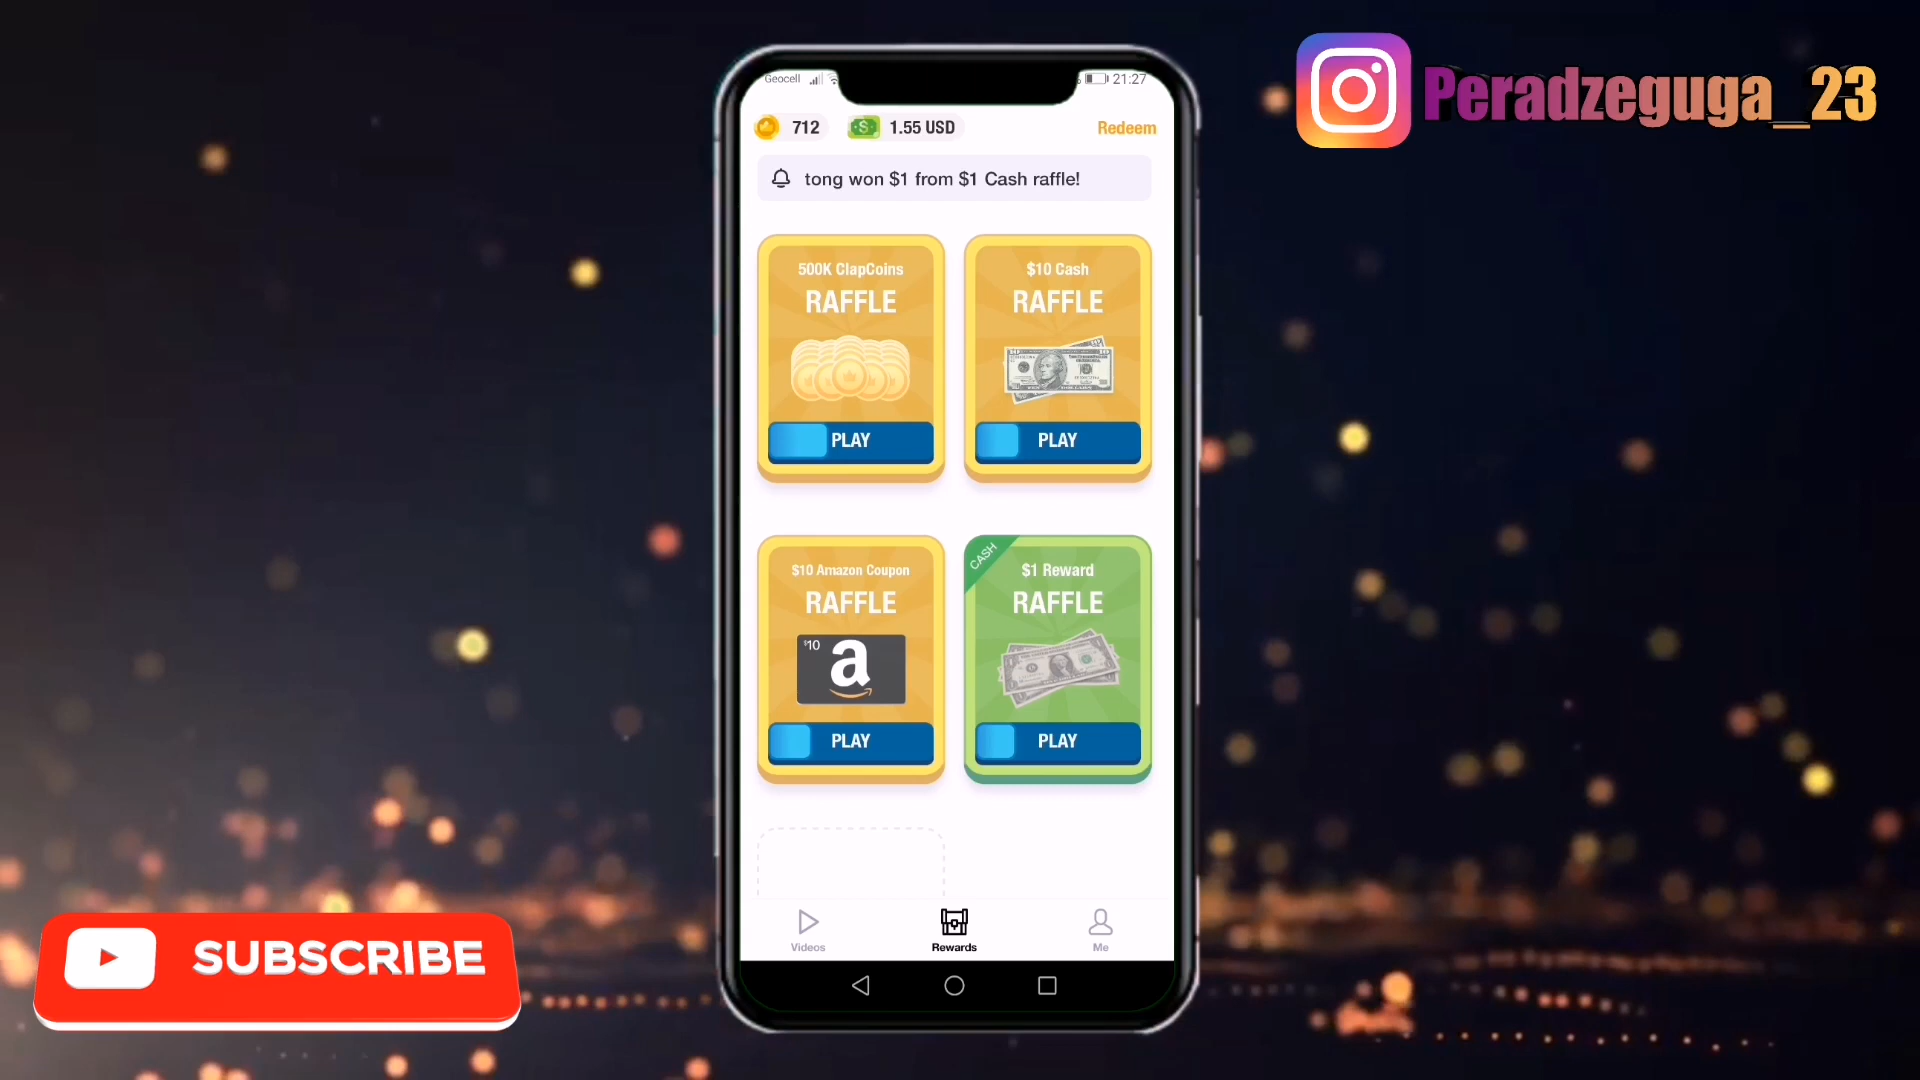 Geocell
21:27
Peradzeguga__23
712
1.55 USD
Redeem
tong won $1 from $1 Cash raffle!
500K ClapCoins
RAFFLE
PLAY
$10 Cash
RAFFLE
PLAY
$10 Amazon Coupon
RAFFLE
$10 a
PLAY
CASH
$1 Reward
RAFFLE
PLAY
Videos
Rewards
Me
SUBSCRIBE